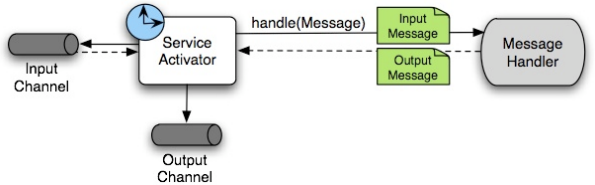 handle(Message)
Input
Message
Service
Activator
Message
Handler
Output
Message
Input
Channel
Output
Channel